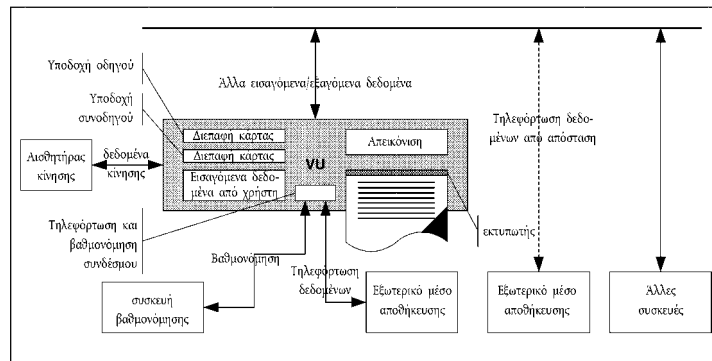 Υποδοχή οδηγού
Άλλα εισαγόμενα/εξαγόμενα δεδομένα
Υποδοχή
συνοδηγού
Τηλεφόρτωση δεδο-
μένων από απόσταση
Διεπαφή κάρτας
Απεικόνιση
Διεπαφή κάρτας
VU
Αισθητήρας
κίνησης
δεδομένα
κίνησης
Εισαγόμενα δεδο-
μένα από χρήστη
Τηλεφόρτωση και
βαθμονόμηση
συνδέσμου
εκτυπωτής
Βαθμονόμηση
Τηλεφόρτωση
δεδομένων
συσκευή
βαθμονόμησης
Εξωτερικό μέσο
αποθήκευσης
Εξωτερικό μέσο
αποθήκευσης
Άλλες
συσκευές